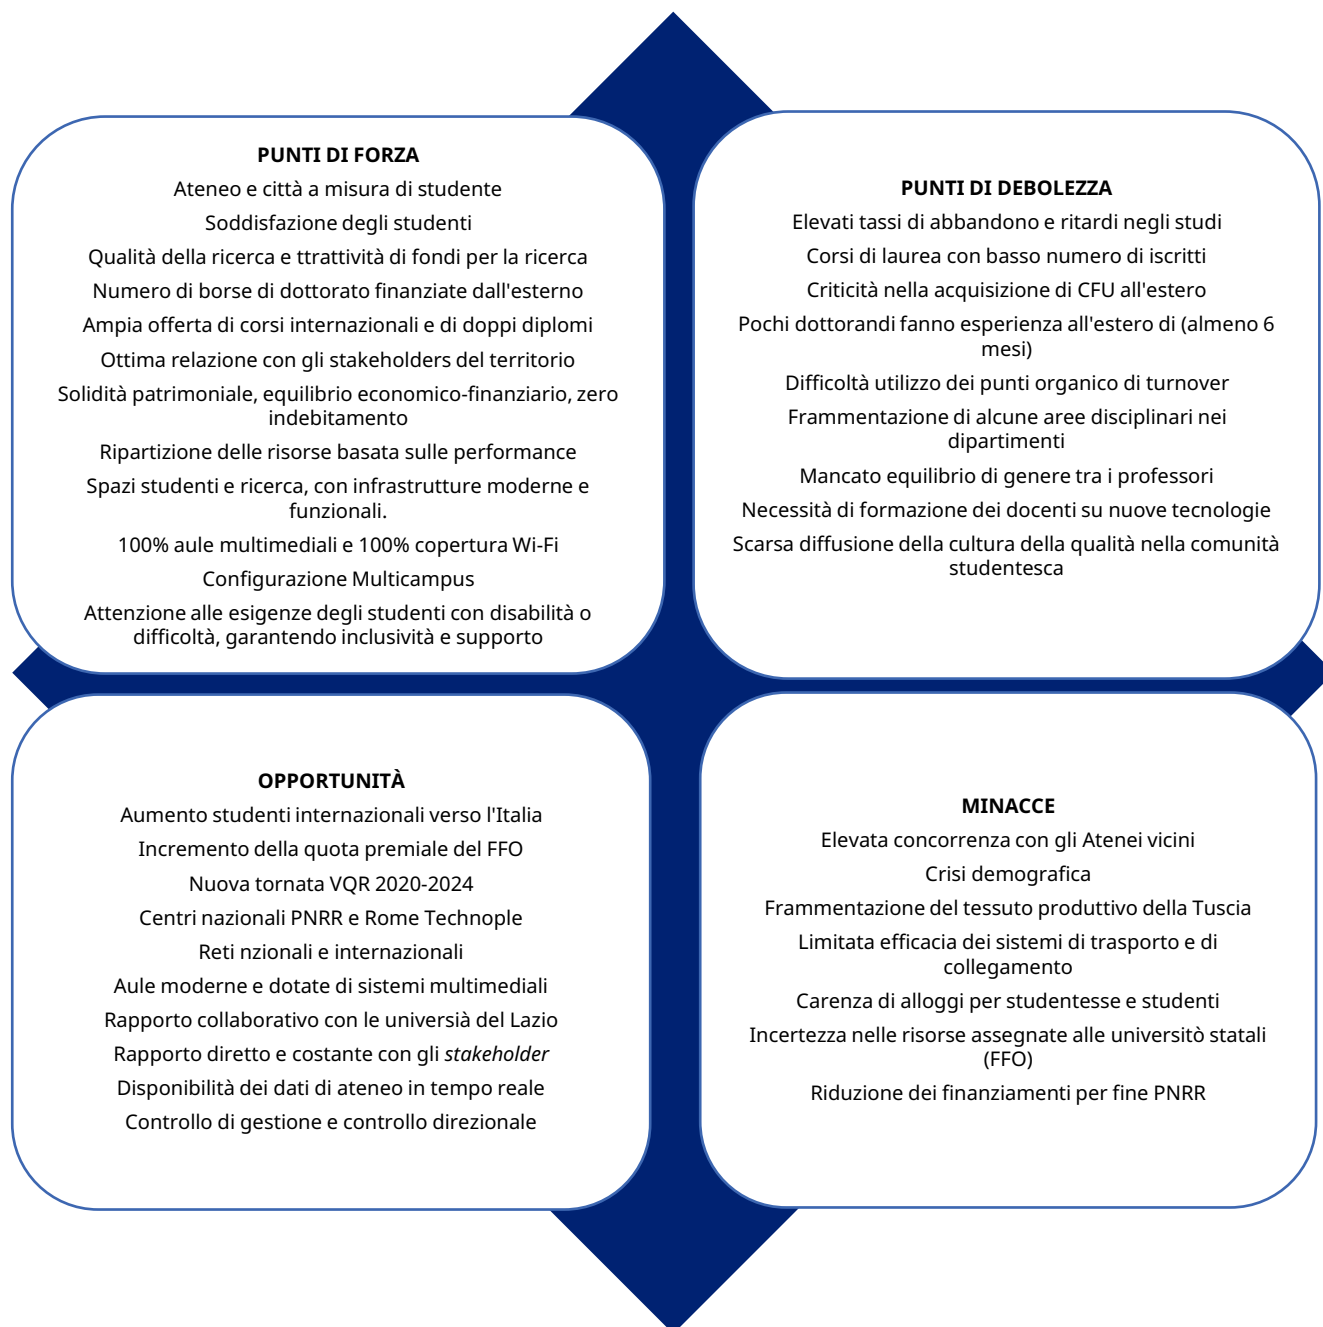 PUNTI DI FORZA
Ateneo e città a misura di studente
Soddisfazione degli studenti
Qualità della ricerca e ttrattività di fondi per la ricerca
Numero di borse di dottorato finanziate dall'esterno
Ampia offerta di corsi internazionali e di doppi diplomi
Ottima relazione con gli stakeholders del territorio
Solidità patrimoniale, equilibrio economico-finanziario, zero
indebitamento
Ripartizione delle risorse basata sulle performance
Spazi studenti e ricerca, con infrastrutture moderne e
funzionali.
100% aule multimediali e 100% copertura Wi-Fi
Configurazione Multicampus
Attenzione alle esigenze degli studenti con disabilità o
difficoltà, garantendo inclusività e supporto
PUNTI DI DEBOLEZZA
Elevati tassi di abbandono e ritardi negli studi
Corsi di laurea con basso numero di iscritti
Criticità nella acquisizione di CFU all'estero
Pochi dottorandi fanno esperienza all'estero di (almeno 6
mesi)
Difficoltà utilizzo dei punti organico di turnover
Frammentazione di alcune aree disciplinari nei
dipartimenti
Mancato equilibrio di genere tra i professori
Necessità di formazione dei docenti su nuove tecnologie
Scarsa diffusione della cultura della qualità nella comunità
studentesca
OPPORTUNITÀ
Aumento studenti internazionali verso l'Italia
Incremento della quota premiale del FFO
Nuova tornata VQR 2020-2024
Centri nazionali PNRR e Rome Technople
Reti nzionali e internazionali
Aule moderne e dotate di sistemi multimediali
Rapporto collaborativo con le universià del Lazio
Rapporto diretto e costante con gli stakeholder
Disponibilità dei dati di ateneo in tempo reale
Controllo di gestione e controllo direzionale
MINACCE
Elevata concorrenza con gli Atenei vicini
Crisi demografica
Frammentazione del tessuto produttivo della Tuscia
Limitata efficacia dei sistemi di trasporto e di
collegamento
Carenza di alloggi per studentesse e studenti
Incertezza nelle risorse assegnate alle universitò statali
(FFO)
Riduzione dei finanziamenti per fine PNRR